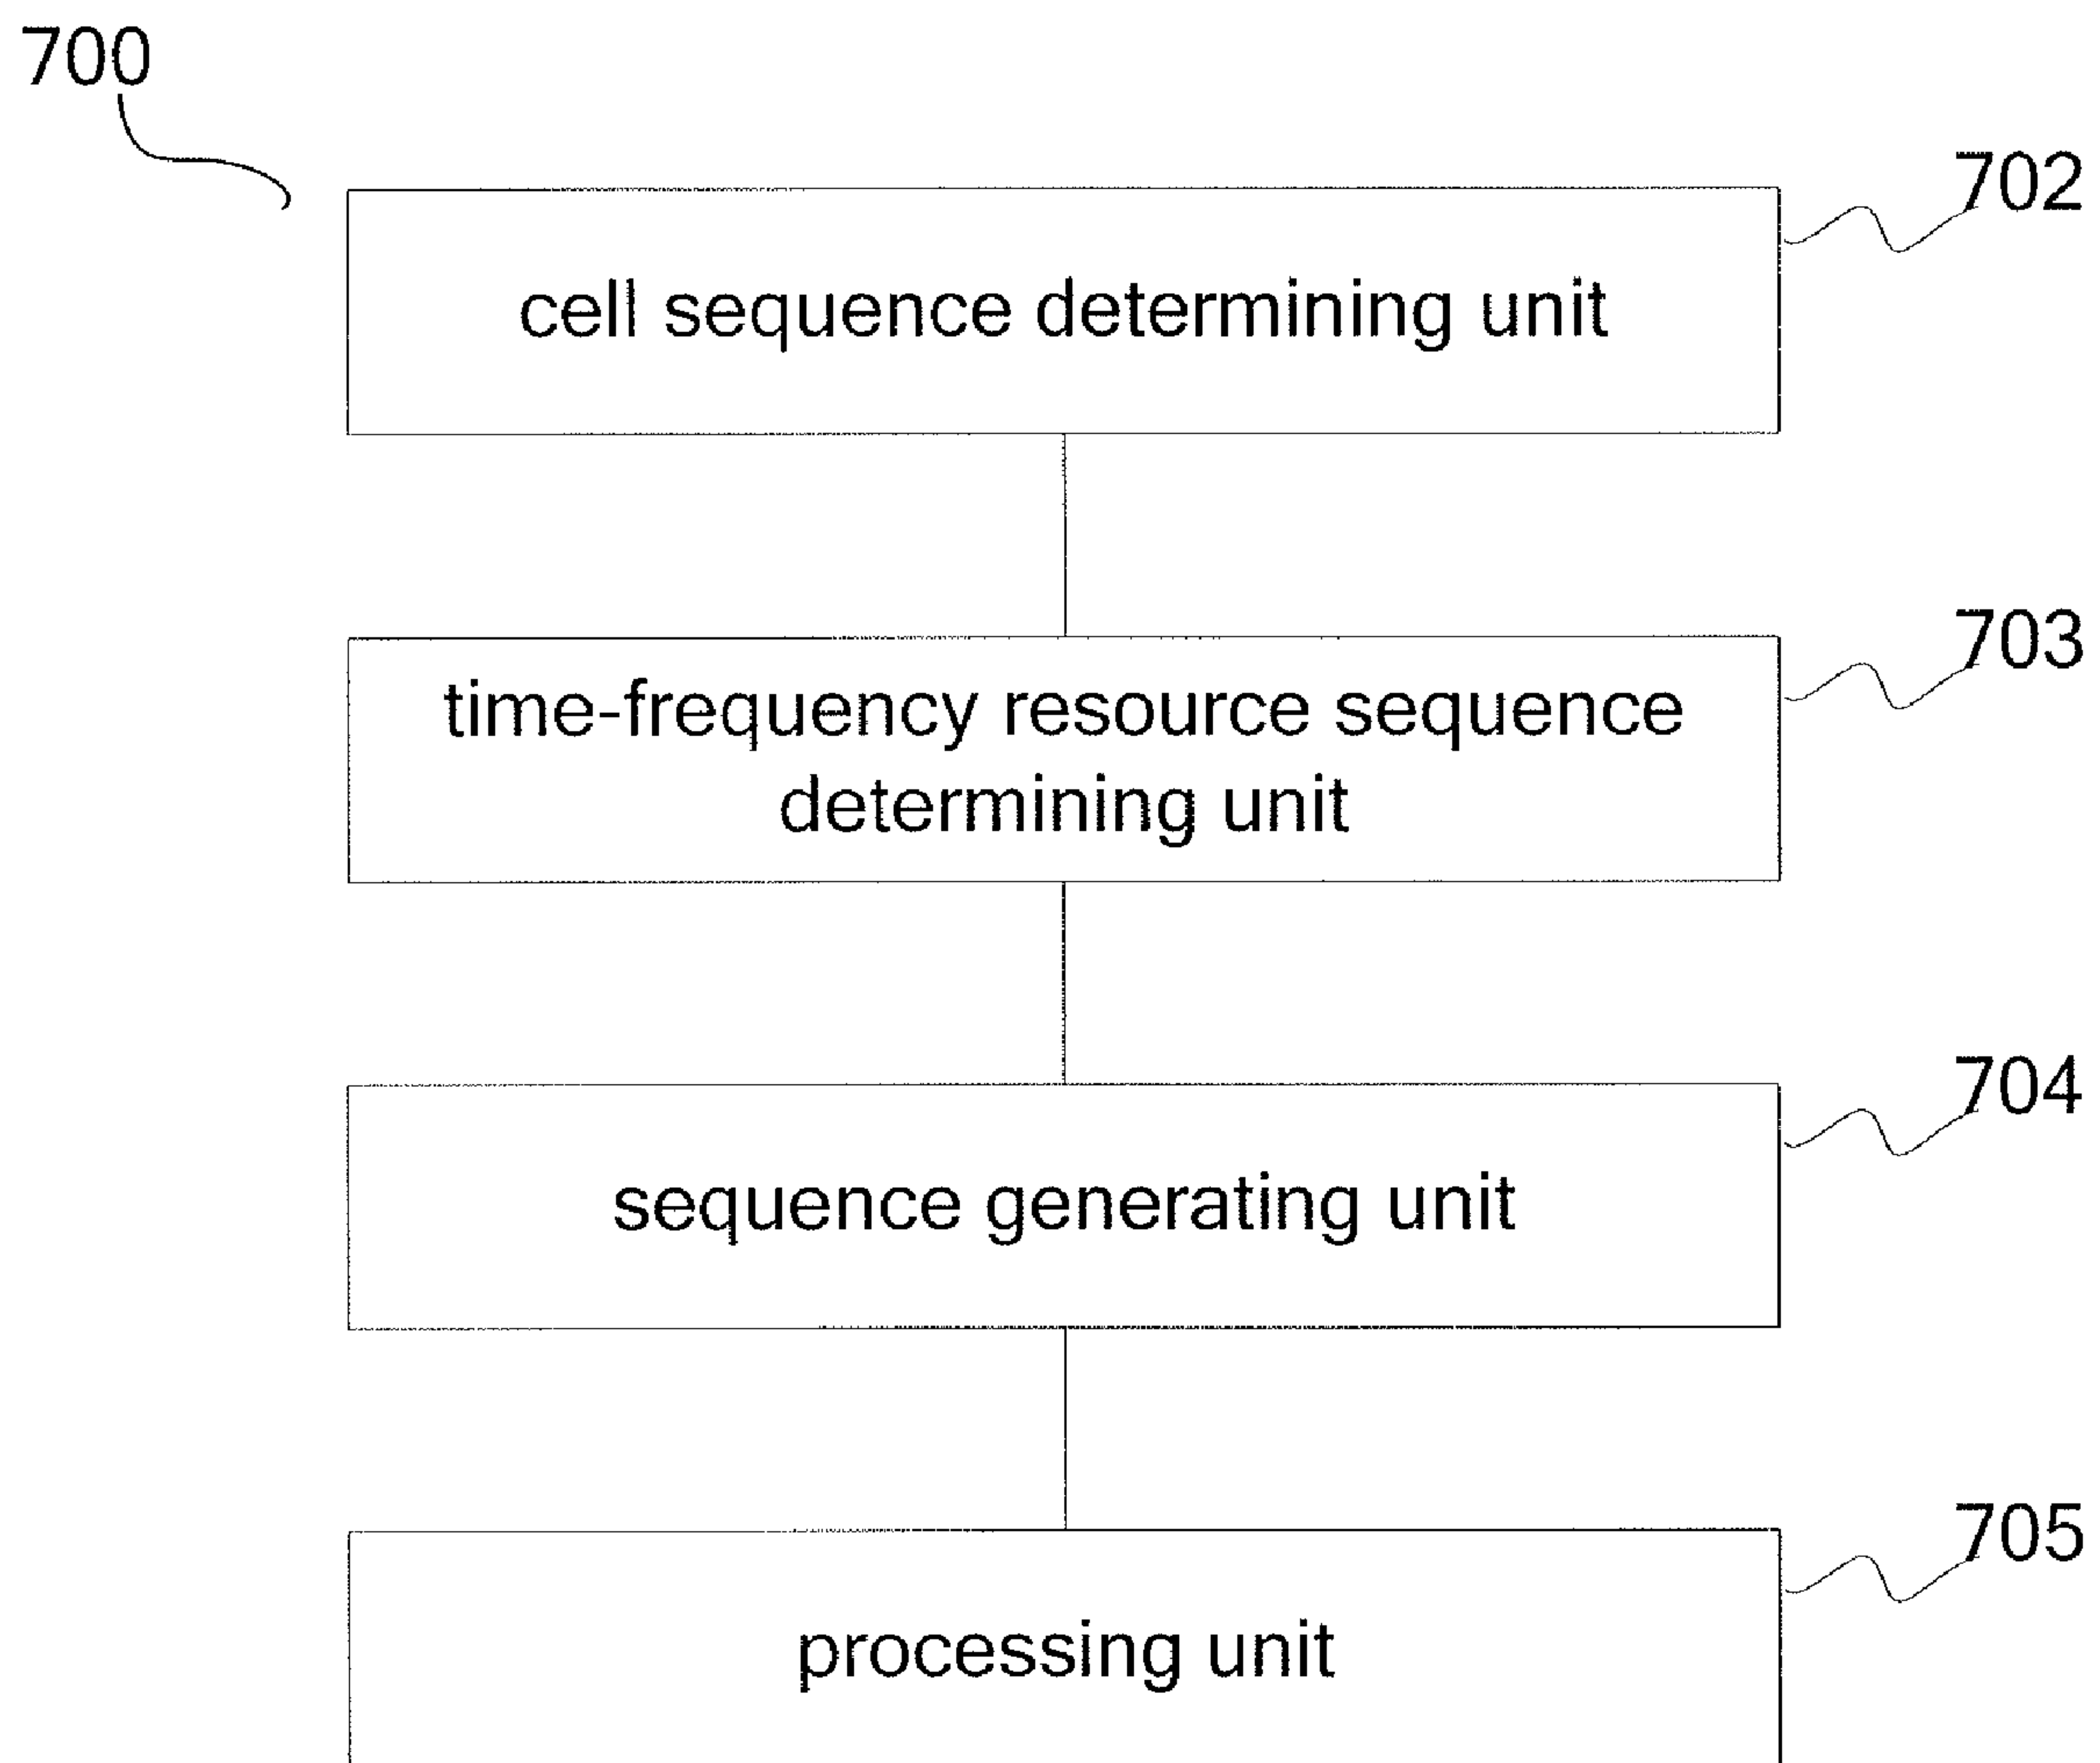 700
702
cell sequence determining unit
703
time-frequency resource sequence
determining unit
704
sequence generating unit
705
processing unit